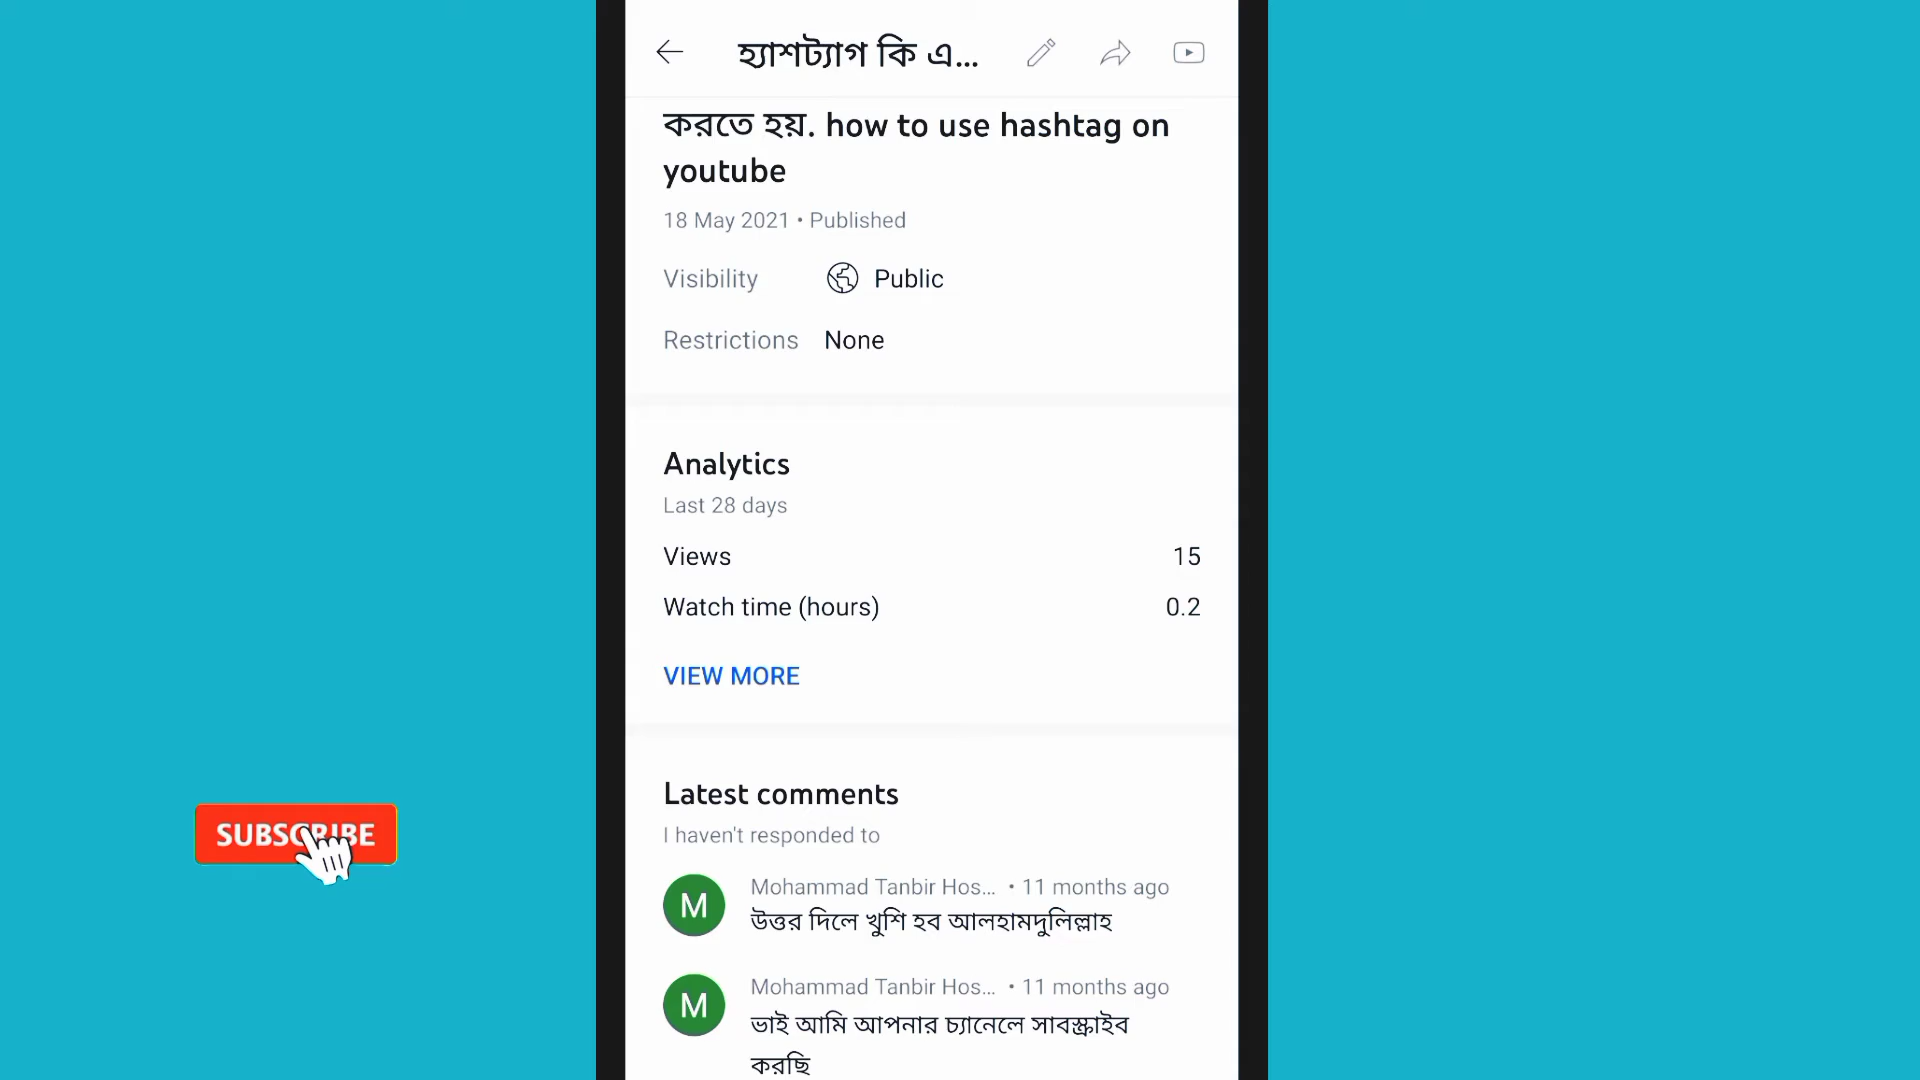 হ্যাশট্যাগ কি এ...
করতে হয়. how to use hashtag on
youtube
18 May 2021 • Published
Visibility Public
Restrictions None
Analytics
Last 28 days
Views 15
Watch time (hours) 0.2
VIEW MORE
Latest comments
I haven't responded to
M Mohammad Tanbir Hos... • 11 months ago
উত্তর দিলে খুশি হব আলহামদুলিল্লাহ
M Mohammad Tanbir Hos... • 11 months ago
ভাই আমি আপনার চ্যানেলে সাবস্ক্রাইব
করছি
SUBSCRIBE